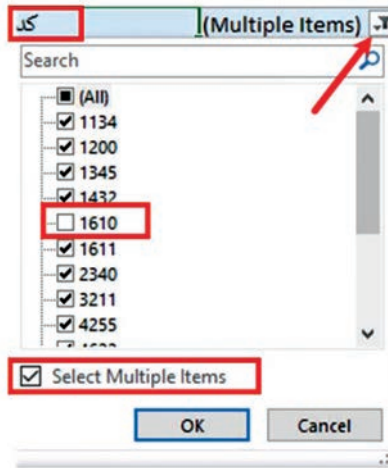 کد (Multiple Items)
Search
(All)
1134
1200
1345
1432
1610
1611
2340
3211
4255
Select Multiple Items
OK Cancel